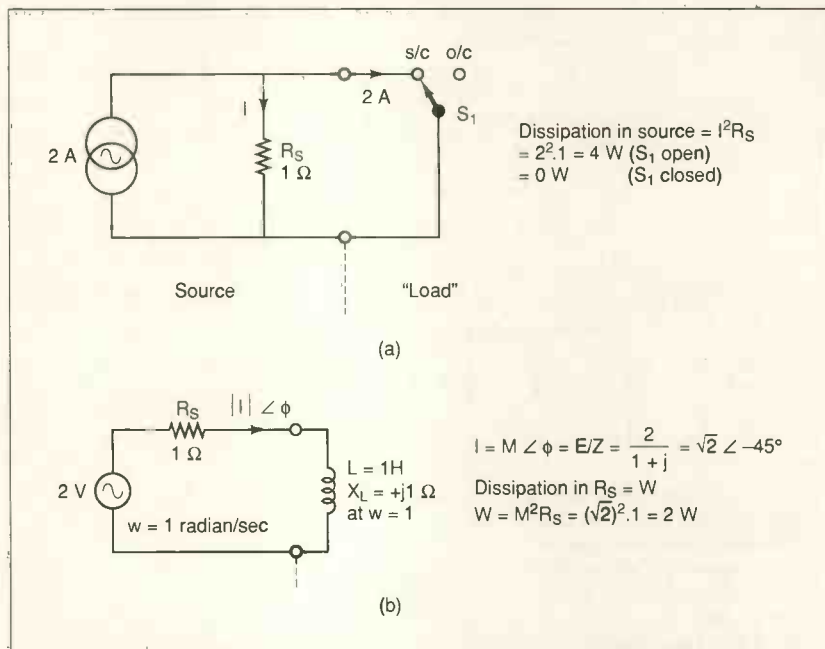 s/c o/c
2 A
S₁
I
2 A
R_S
1 Ω
Dissipation in source = I²R_S
= 2².1 = 4 W (S₁ open)
= 0 W (S₁ closed)
Source
"Load"
(a)
R_S
|I| ∠ φ
1 Ω
2 V
w = 1 radian/sec
L = 1H
X_L = +j1 Ω
at w = 1
I = M ∠ φ = E/Z = 2/(1 + j) = √2 ∠ –45°
Dissipation in R_S = W
W = M²R_S = (√2)².1 = 2 W
(b)